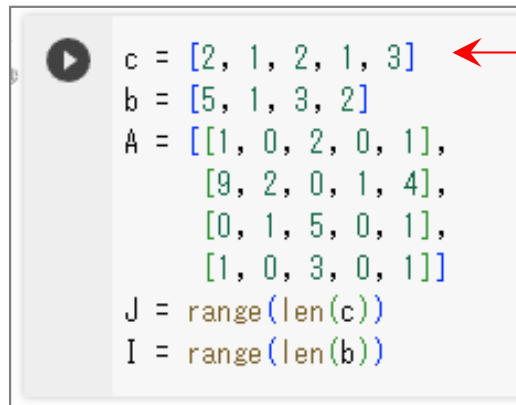 c = [2, 1, 2, 1, 3]
b = [5, 1, 3, 2]
A = [[1, 0, 2, 0, 1],
[9, 2, 0, 1, 4],
[0, 1, 5, 0, 1],
[1, 0, 3, 0, 1]]
J = range(len(c))
I = range(len(b))